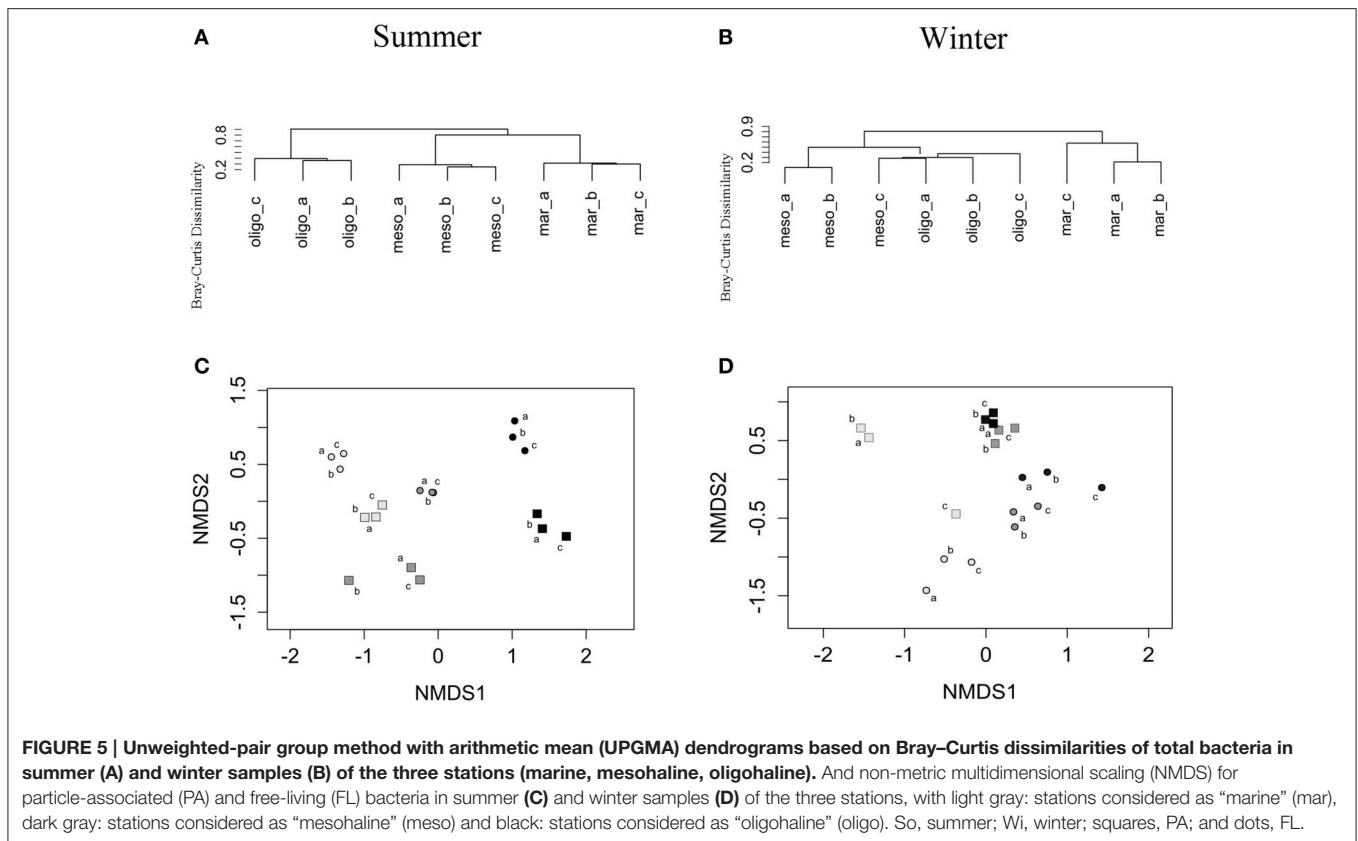 A
Summer
B
Winter
Bray-Curtis Dissimilarity
0.2
0.8
oligo_c
oligo_a
oligo_b
meso_a
meso_b
meso_c
mar_a
mar_b
mar_c
Bray-Curtis Dissimilarity
0.2
0.9
meso_a
meso_b
meso_c
oligo_a
oligo_b
oligo_c
mar_c
mar_a
mar_b
C
NMDS2
1.5
0.5
-0.5
-1.5
a
c
b
a
b
c
a
c
b
c
b
a
a
b
c
b
a
c
-2
-1
0
1
2
NMDS1
D
NMDS2
0.5
-0.5
-1.5
b
a
c
b
a
a
c
b
a
b
c
a
c
b
c
b
c
a
-2
-1
0
1
2
NMDS1
FIGURE 5 | Unweighted-pair group method with arithmetic mean (UPGMA) dendrograms based on Bray–Curtis dissimilarities of total bacteria in
summer (A) and winter samples (B) of the three stations (marine, mesohaline, oligohaline). And non-metric multidimensional scaling (NMDS) for
particle-associated (PA) and free-living (FL) bacteria in summer (C) and winter samples (D) of the three stations, with light gray: stations considered as “marine” (mar),
dark gray: stations considered as “mesohaline” (meso) and black: stations considered as “oligohaline” (oligo). So, summer; Wi, winter; squares, PA; and dots, FL.